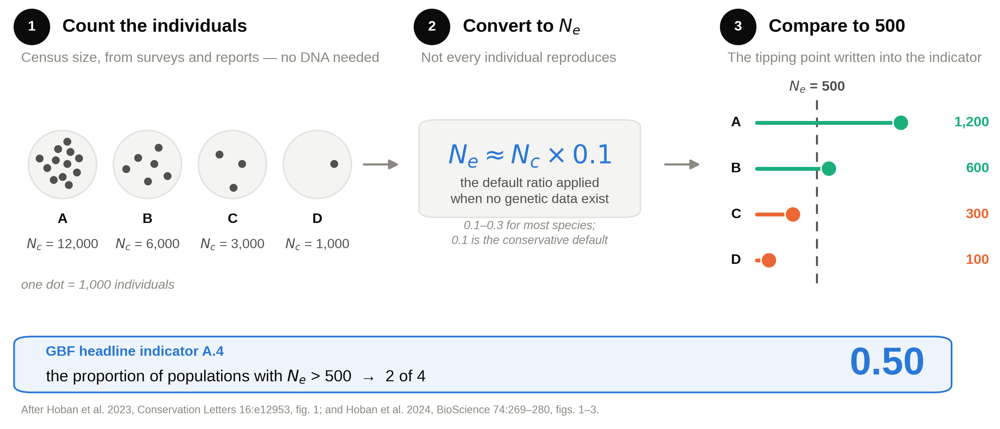 1 Count the individuals
Census size, from surveys and reports — no DNA needed
A
B
C
D
Nc = 12,000
Nc = 6,000
Nc = 3,000
Nc = 1,000
one dot = 1,000 individuals
2 Convert to Ne
Not every individual reproduces
Ne ≈ Nc × 0.1
the default ratio applied
when no genetic data exist
0.1–0.3 for most species;
0.1 is the conservative default
3 Compare to 500
The tipping point written into the indicator
Ne = 500
A 1,200
B 600
C 300
D 100
GBF headline indicator A.4
the proportion of populations with Ne > 500 → 2 of 4
0.50
After Hoban et al. 2023, Conservation Letters 16:e12953, fig. 1; and Hoban et al. 2024, BioScience 74:269–280, figs. 1–3.